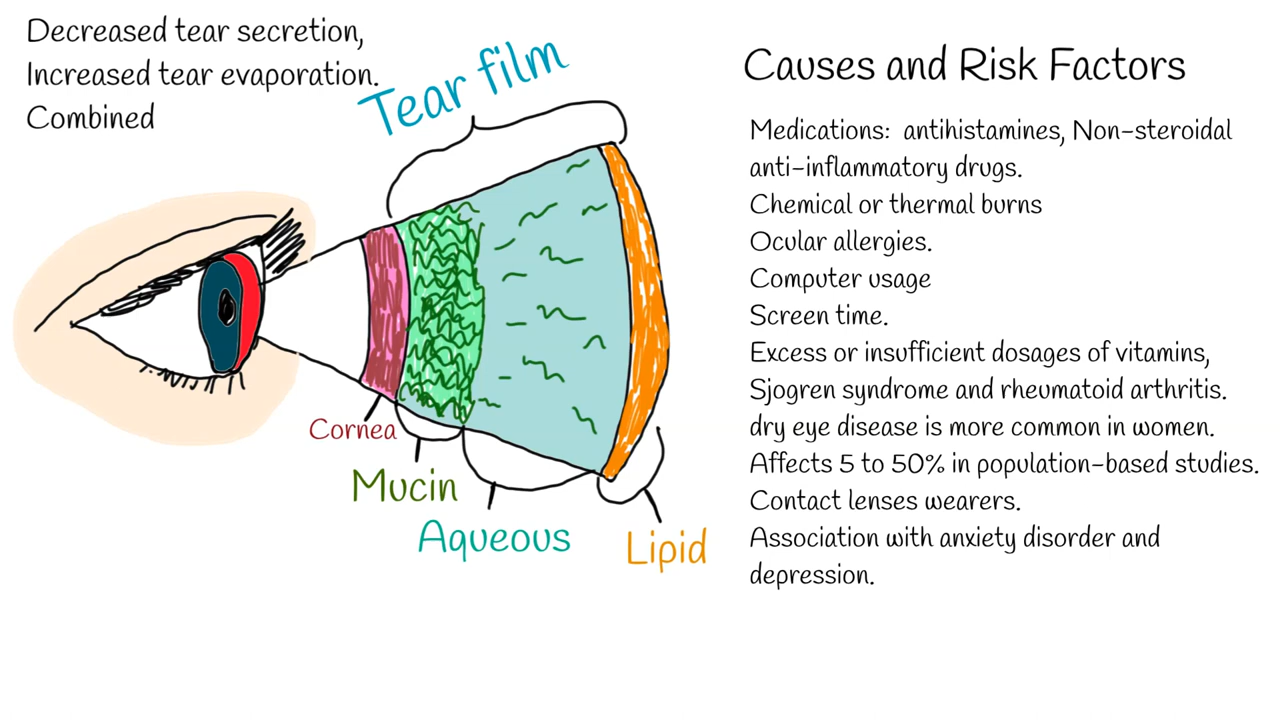 Decreased tear secretion,
Increased tear evaporation.
Combined
Tear film
Cornea
Mucin
Aqueous
Lipid
Causes and Risk Factors
Medications:  antihistamines, Non-steroidal
anti-inflammatory drugs.
Chemical or thermal burns
Ocular allergies.
Computer usage
Screen time.
Excess or insufficient dosages of vitamins,
Sjogren syndrome and rheumatoid arthritis.
dry eye disease is more common in women.
Affects 5 to 50% in population-based studies.
Contact lenses wearers.
Association with anxiety disorder and
depression.